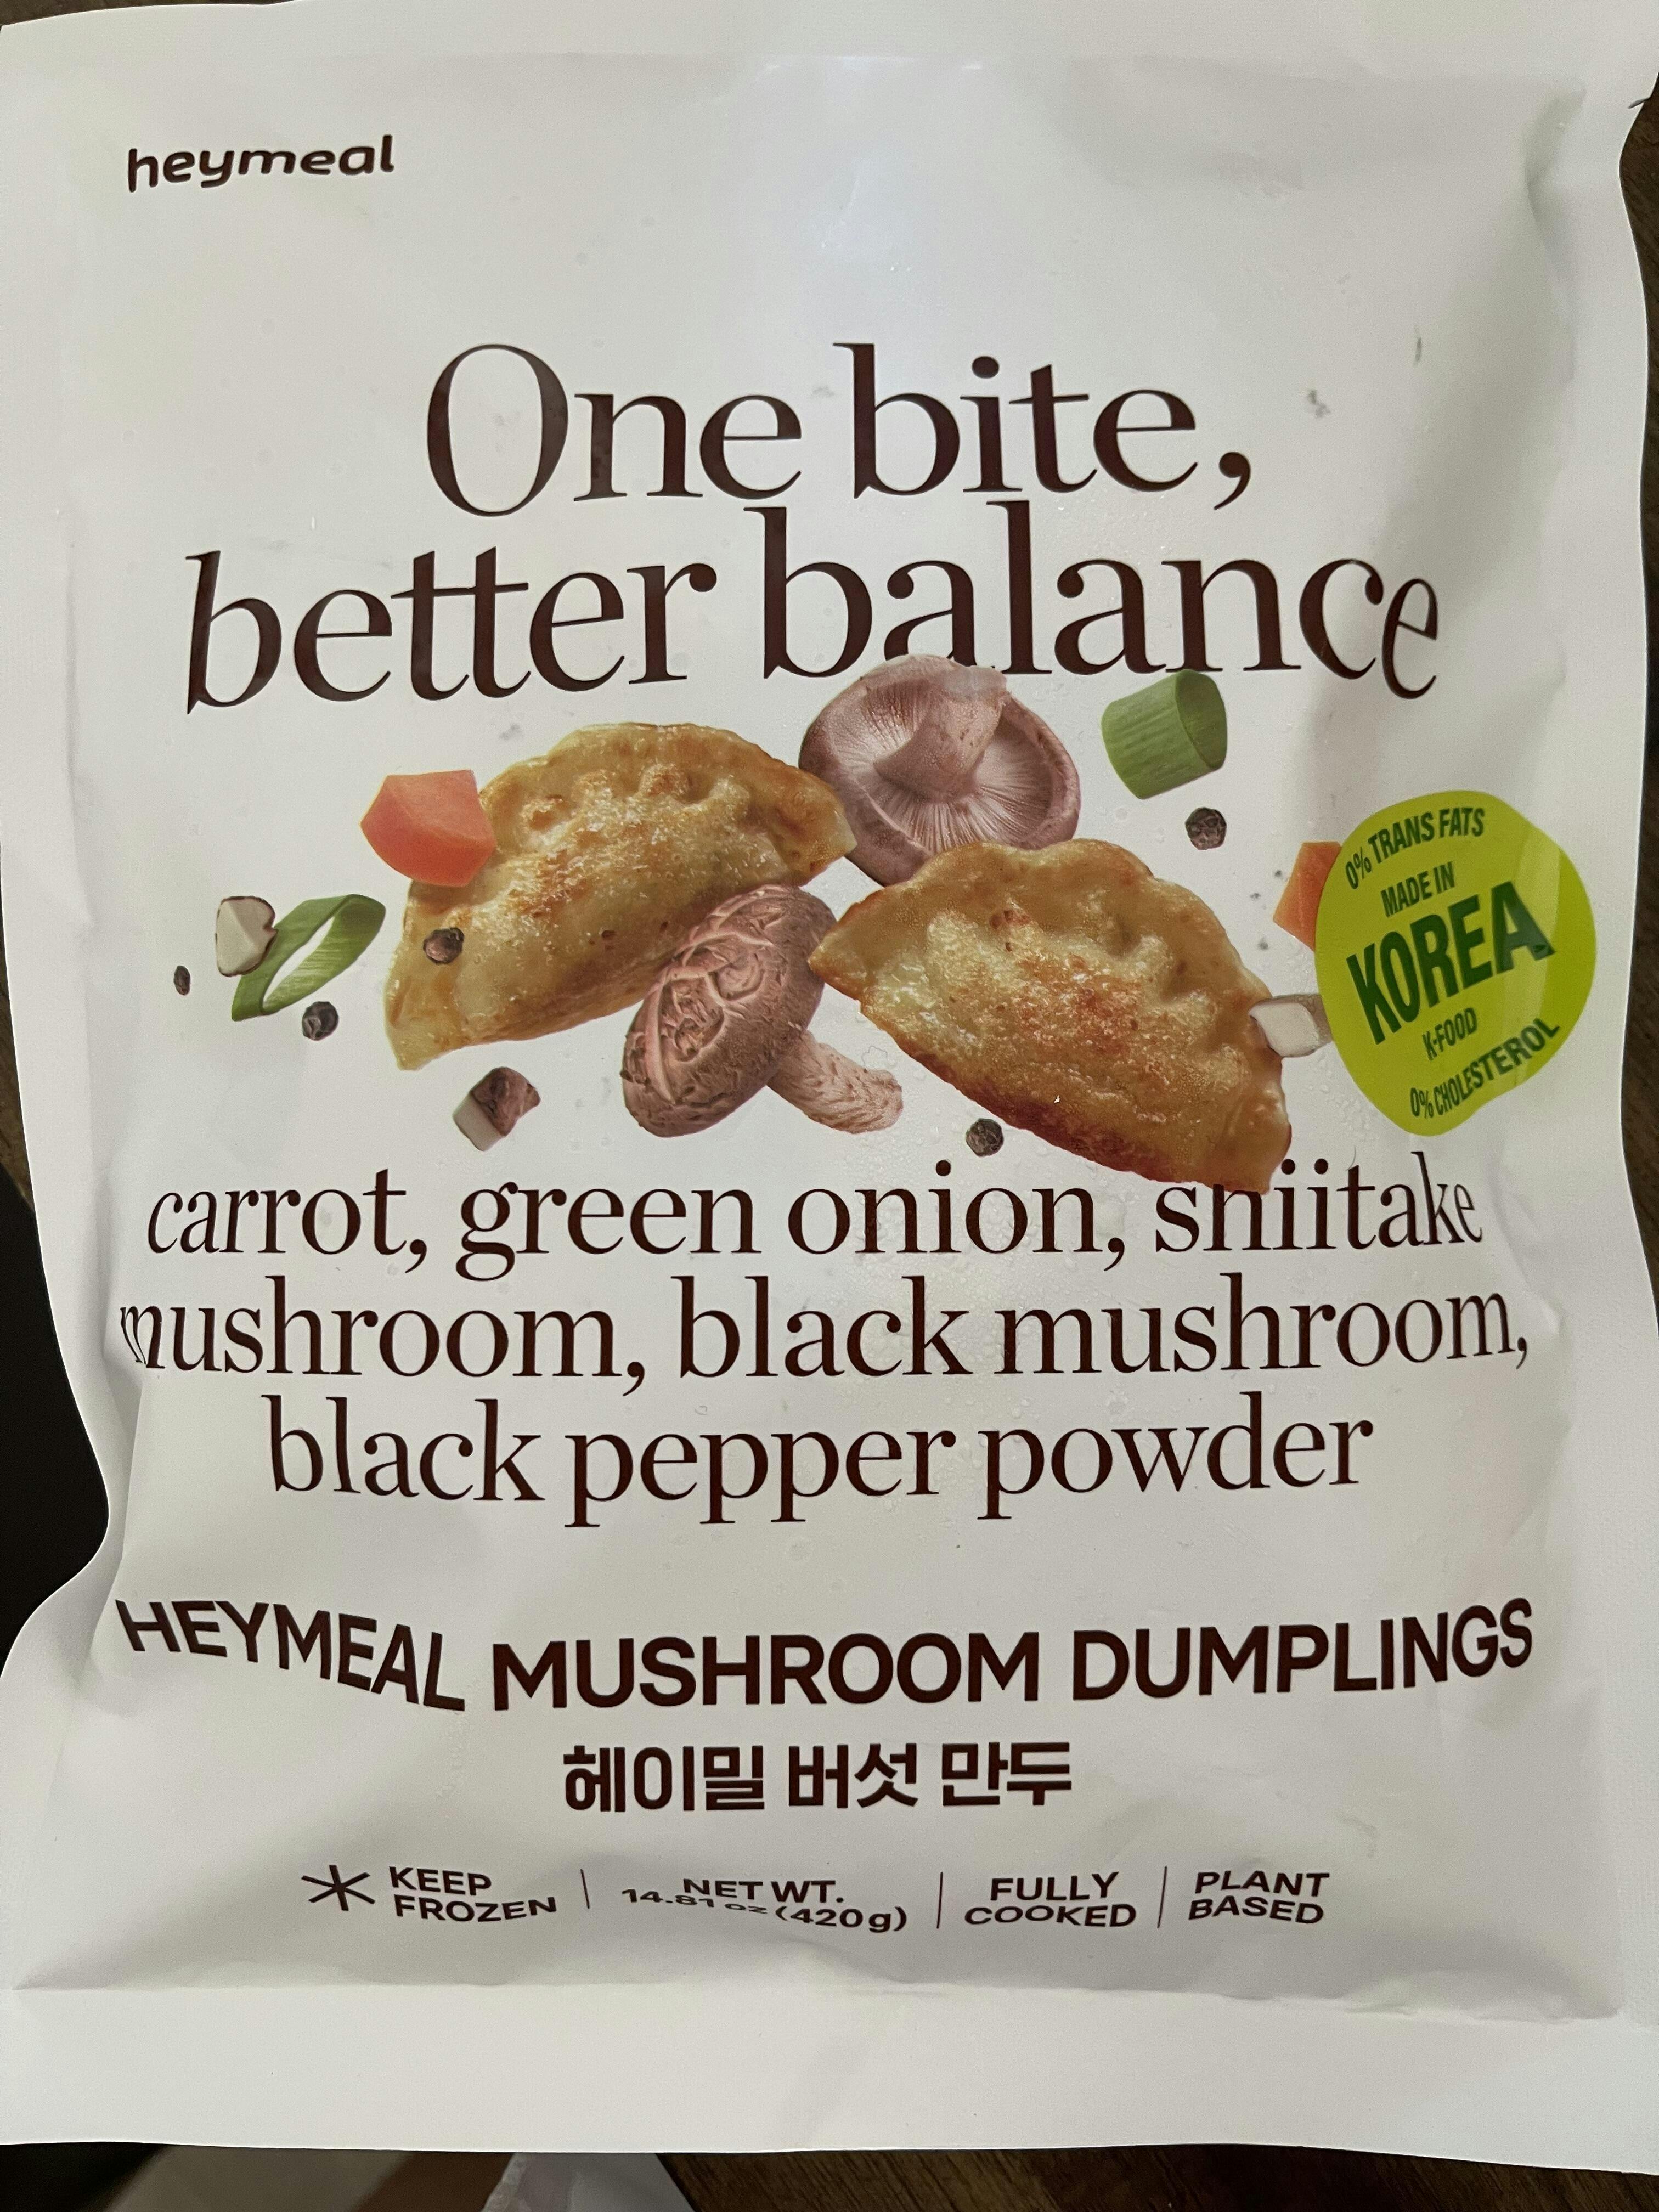 heymeal
One bite,
better balance
0% TRANS FATS
MADE IN
KOREA
K-FOOD
0% CHOLESTEROL
carrot, green onion, shiitake
mushroom, black mushroom,
black pepper powder
HEYMEAL MUSHROOM DUMPLINGS
헤이밀 버섯 만두
KEEP
FROZEN
NET WT.
14.81 oz (420g)
FULLY
COOKED
PLANT
BASED